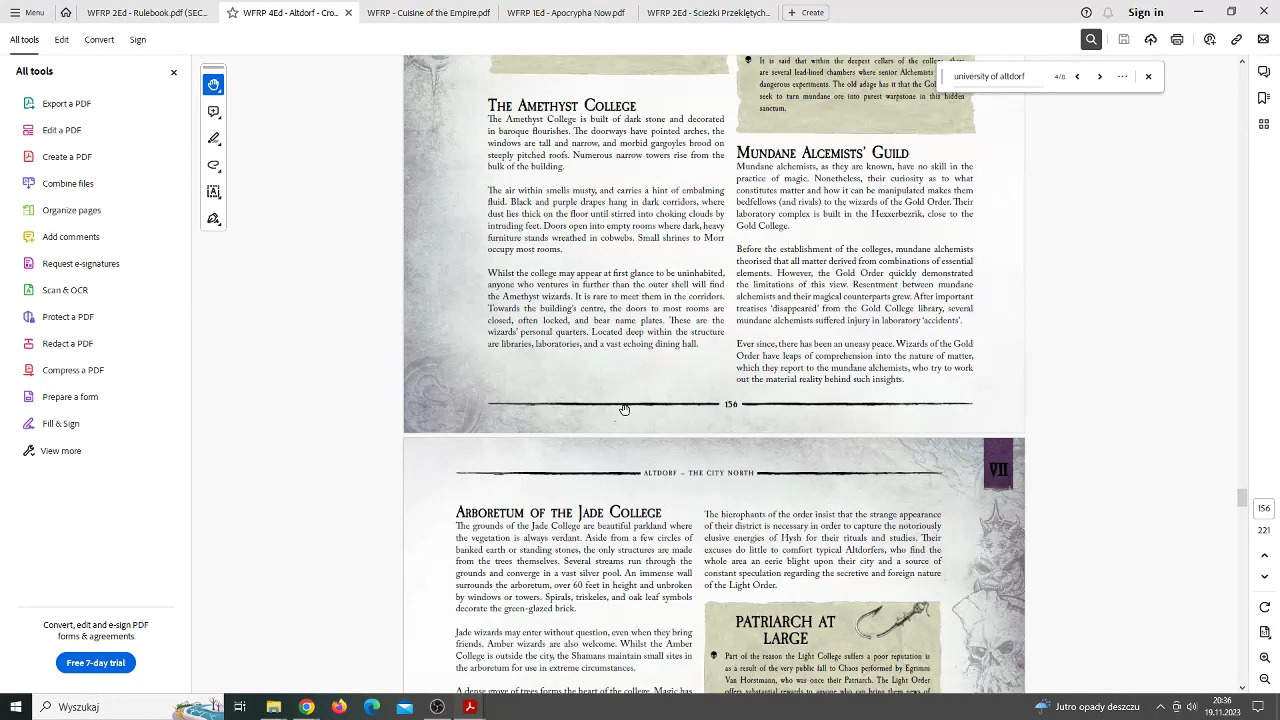 Menu
WFRP 2Ed - Rulebook.pdf (SEC...
WFRP 4Ed - Altdorf - Cro...
WFRP - Cuisine of the Empire.pdf
WFRP 1Ed - Apocrypha Now.pdf
WFRP 2Ed - Ścieżki Przeklętych...
Create
Sign in
All tools
Edit
Convert
Sign
university of altdorf
4/8
All tools
Export a PDF
Edit a PDF
Create a PDF
Combine files
Organize pages
Add comments
Request e-signatures
Scan & OCR
Protect a PDF
Redact a PDF
Compress a PDF
Prepare a form
Fill & Sign
View more
Convert, edit and e-sign PDF
forms & agreements.
Free 7-day trial
The Amethyst College
The Amethyst College is built of dark stone and decorated
in baroque flourishes. The doorways have pointed arches, the
windows are tall and narrow, and morbid gargoyles brood on
steeply pitched roofs. Numerous narrow towers rise from the
bulk of the building.
The air within smells musty, and carries a hint of embalming
fluid. Black and purple drapes hang in dark corridors, where
dust lies thick on the floor until stirred into choking clouds by
intruding feet. Doors open into empty rooms where dark, heavy
furniture stands wreathed in cobwebs. Small shrines to Morr
occupy most rooms.
Whilst the college may appear at first glance to be uninhabited,
anyone who ventures in further than the outer shell will find
the Amethyst wizards. It is rare to meet them in the corridors.
Towards the building's centre, the doors to most rooms are
closed, often locked, and bear name plates. These are the
wizards' personal quarters. Located deep within the structure
are libraries, laboratories, and a vast echoing dining hall.
It is said that within the deepest cellars of the college, there
are several lead-lined chambers where senior Alchemists
dangerous experiments. The old adage has it that the Gol
seek to turn mundane ore into purest warpstone in this hidden
sanctum.
Mundane Alcemists' Guild
Mundane alchemists, as they are known, have no skill in the
practice of magic. Nonetheless, their curiosity as to what
constitutes matter and how it can be manipulated makes them
bedfellows (and rivals) to the wizards of the Gold Order. Their
laboratory complex is built in the Hexxerbezrik, close to the
Gold College.
Before the establishment of the colleges, mundane alchemists
theorised that all matter derived from combinations of essential
elements. However, the Gold Order quickly demonstrated
the limitations of this view. Resentment between mundane
alchemists and their magical counterparts grew. After important
treatises 'disappeared' from the Gold College library, several
mundane alchemists suffered injury in laboratory 'accidents'.
Ever since, there has been an uneasy peace. Wizards of the Gold
Order have leaps of comprehension into the nature of matter,
which they report to the mundane alchemists, who try to work
out the material reality behind such insights.
156
ALTDORF – THE CITY NORTH
VII
Arboretum of the Jade College
The grounds of the Jade College are beautiful parkland where
the vegetation is always verdant. Aside from a few circles of
banked earth or standing stones, the only structures are made
from the trees themselves. Several streams run through the
grounds and converge in a vast silver pool. An immense wall
surrounds the arboretum, over 60 feet in height and unbroken
by windows or towers. Spirals, triskeles, and oak leaf symbols
decorate the green-glazed brick.
Jade wizards may enter without question, even when they bring
friends. Amber wizards are also welcome. Whilst the Amber
College is outside the city, the Shamans maintain small sites in
the arboretum for use in extreme circumstances.
A dense grove of trees forms the heart of the college. Magic has
The hierophants of the order insist that the strange appearance
of their district is necessary in order to capture the notoriously
elusive energies of Hysh for their rituals and studies. Their
excuses do little to comfort typical Altdorfers, who find the
whole area an eerie blight upon their city and a source of
constant speculation regarding the secretive and foreign nature
of the Light Order.
PATRIARCH AT
LARGE
Part of the reason the Light College suffers a poor reputation is
as a result of the very public fall to Chaos performed by Egrimm
Van Horstmann, who was once their Patriarch. The Light Order
offers substantial rewards to anyone who can bring them news of
156
221
Wyszukaj
Jutro opady deszczu
20:36
19.11.2023